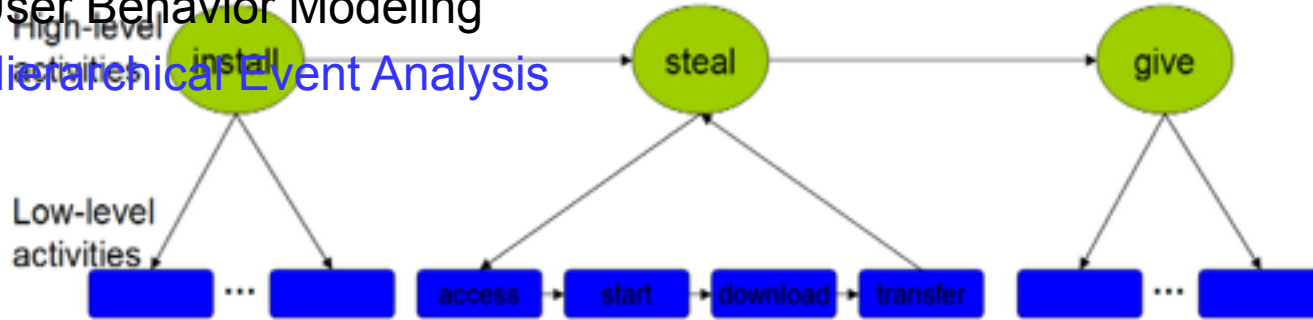 User Behavior Modeling
Hierarchical Event Analysis
High-level
activities
install
steal
give
Low-level
activities
...
...
access
start
download
transfer